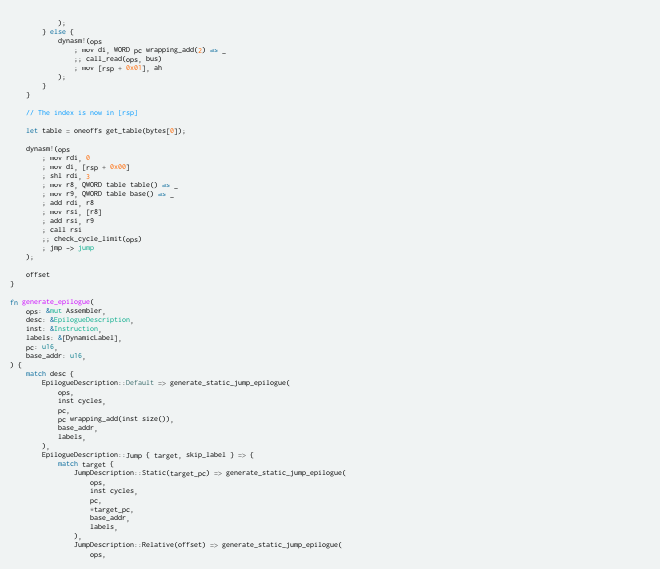 );
} else {
dynasm!(ops
; mov di, WORD pc wrapping_add(2) as _
;; call_read(ops, bus)
; mov [rsp + 0x01], ah
);
}
}
// The index is now in [rsp]
let table = oneoffs get_table(bytes[0]);
dynasm!(ops
; mov rdi, 0
; mov di, [rsp + 0x00]
; shl rdi, 3
; mov r8, QWORD table table() as _
; mov r9, QWORD table base() as _
; add rdi, r8
; mov rsi, [r8]
; add rsi, r9
; call rsi
;; check_cycle_limit(ops)
; jmp -> jump
);
offset
}
fn generate_epilogue(
ops: &mut Assembler,
desc: &EpilogueDescription,
inst: &Instruction,
labels: &[DynamicLabel],
pc: u16,
base_addr: u16,
) {
match desc {
EpilogueDescription::Default => generate_static_jump_epilogue(
ops,
inst cycles,
pc,
pc wrapping_add(inst size()),
base_addr,
labels,
),
EpilogueDescription::Jump { target, skip_label } => {
match target {
JumpDescription::Static(target_pc) => generate_static_jump_epilogue(
ops,
inst cycles,
pc,
*target_pc,
base_addr,
labels,
),
JumpDescription::Relative(offset) => generate_static_jump_epilogue(
ops,